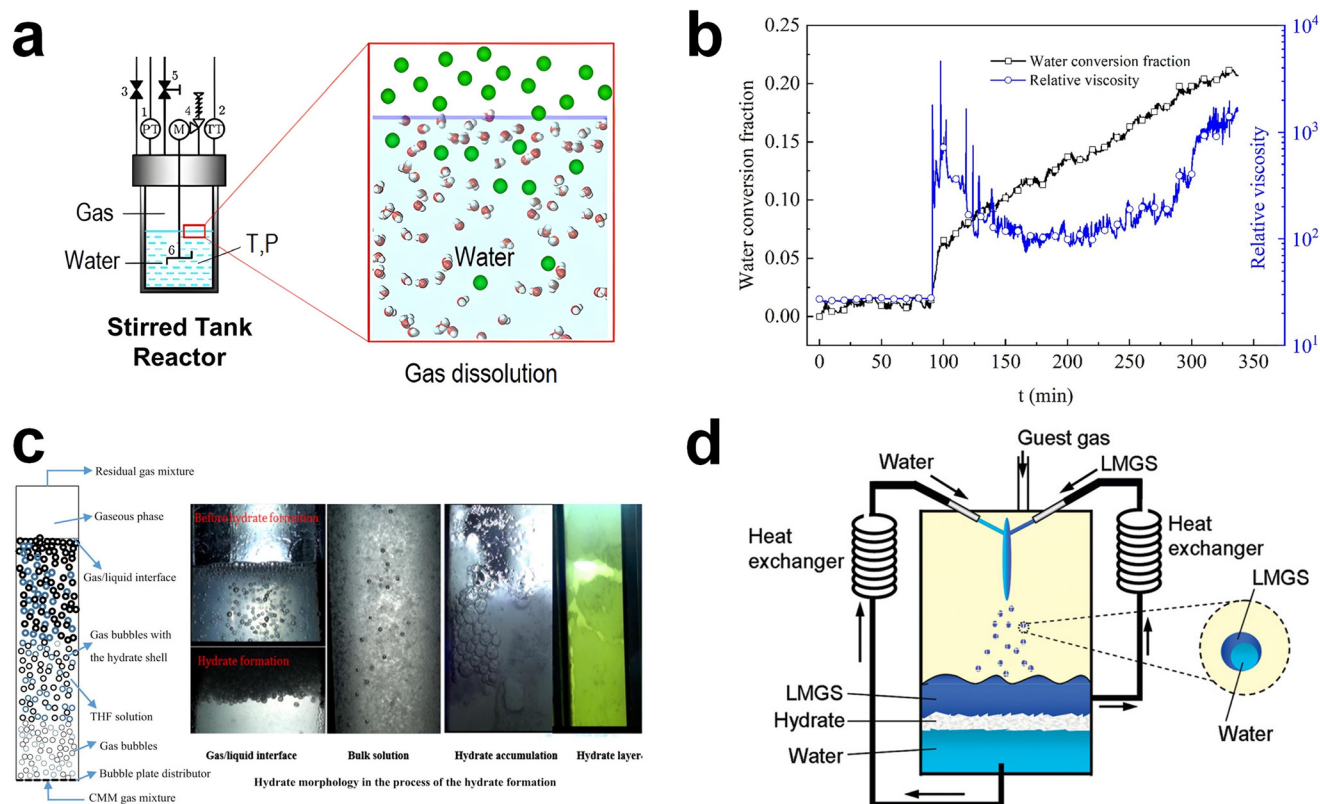 a
5
3
1
4
2
PT
M
TT
Gas
Water
6
T,P
Stirred Tank
Reactor
Water
Gas dissolution
b
Water conversion fraction
Relative viscosity
0.25
0.20
0.15
0.10
0.05
0.00
Water conversion fraction
10⁴
10³
10²
10¹
Relative viscosity
0 50 100 150 200 250 300 350
t (min)
c
Residual gas mixture
Gaseous phase
Gas/liquid interface
Gas bubbles with
the hydrate shell
THF solution
Gas bubbles
Bubble plate distributor
CMM gas mixture
Before hydrate formation
Hydrate formation
Gas/liquid interface
Bulk solution
Hydrate accumulation
Hydrate layer-
Hydrate morphology in the process of the hydrate formation
d
Guest gas
Water
LMGS
Heat
exchanger
Heat
exchanger
LMGS
Water
LMGS
Hydrate
Water